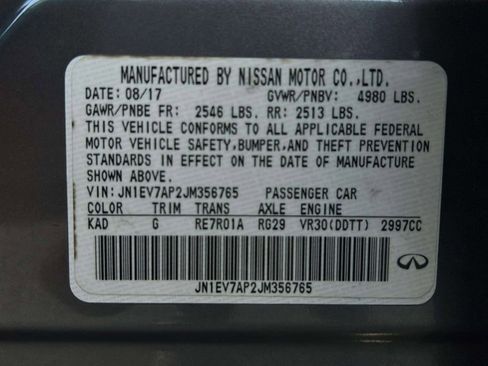 MANUFACTURED BY NISSAN MOTOR CO.,LTD.
DATE: 08/17 GVWR/PNBV: 4980 LBS.
GAWR/PNBE FR: 2546 LBS. RR: 2513 LBS.
THIS VEHICLE CONFORMS TO ALL APPLICABLE FEDERAL
MOTOR VEHICLE SAFETY,BUMPER,AND THEFT PREVENTION
STANDARDS IN EFFECT ON THE DATE OF MANUFACTURE
SHOWN ABOVE.
VIN: JN1EV7AP2JM356765 PASSENGER CAR
COLOR TRIM TRANS AXLE ENGINE
KAD G RE7R01A RG29 VR30(DDTT) 2997CC
JN1EV7AP2JM356765